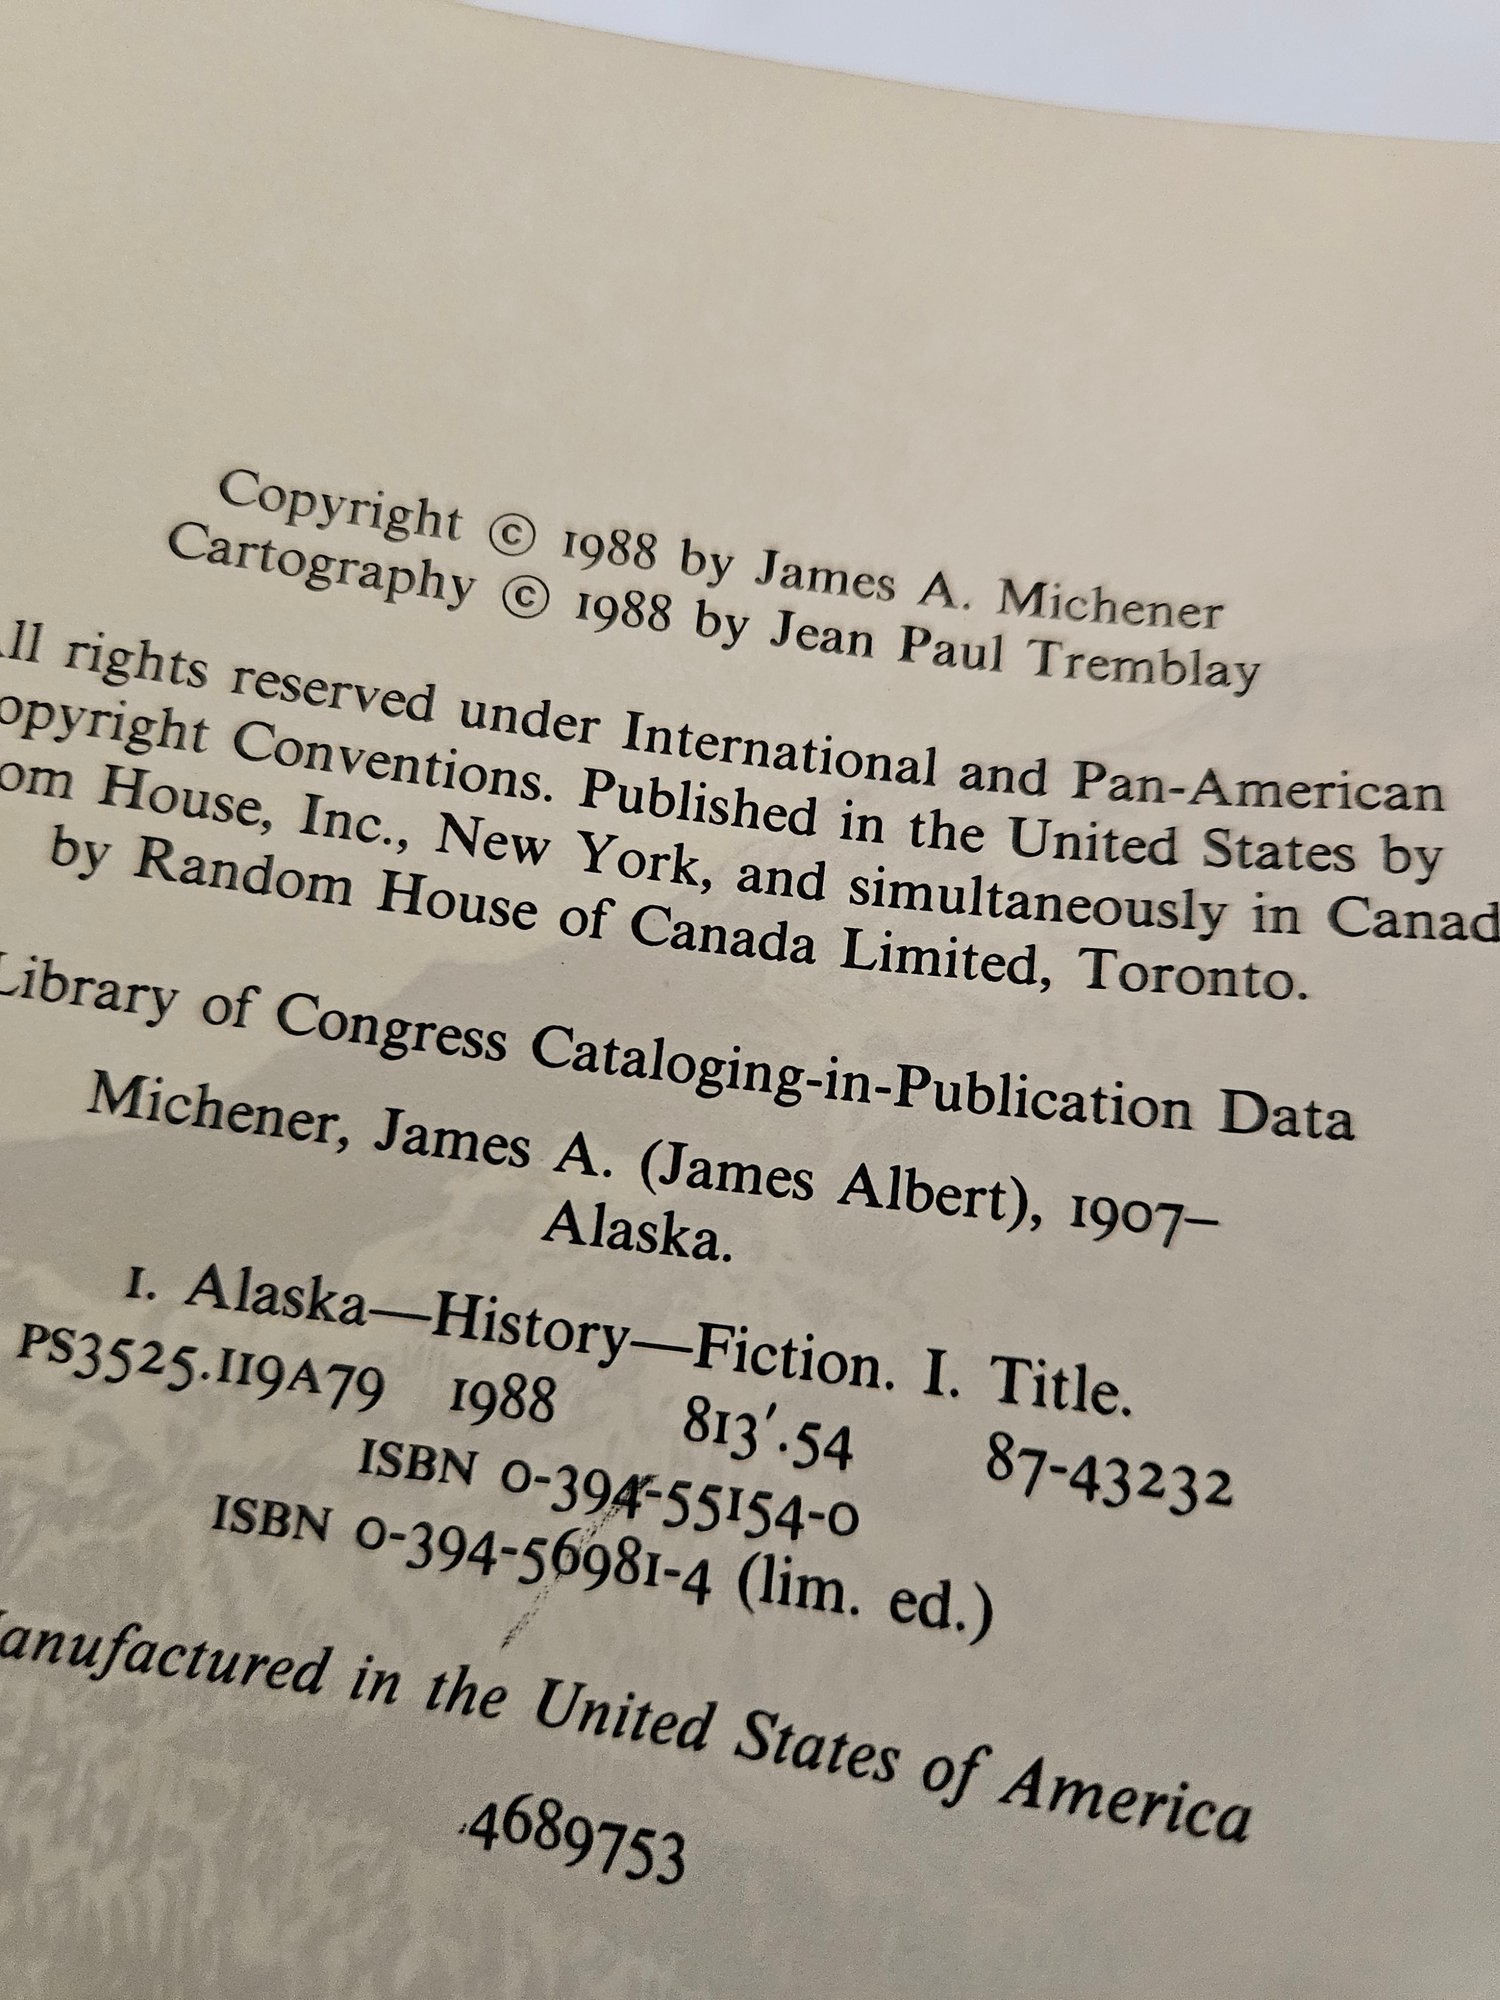 Copyright © 1988 by James A. Michener
Cartography © 1988 by Jean Paul Tremblay
ll rights reserved under International and Pan-American
opyright Conventions. Published in the United States by
om House, Inc., New York, and simultaneously in Canad
by Random House of Canada Limited, Toronto.
Library of Congress Cataloging-in-Publication Data
Michener, James A. (James Albert), 1907–
Alaska.
1. Alaska—History—Fiction. I. Title.
PS3525.I19A79 1988 813′.54 87-43232
ISBN 0-394-55154-0
ISBN 0-394-56981-4 (lim. ed.)
anufactured in the United States of America
4689753